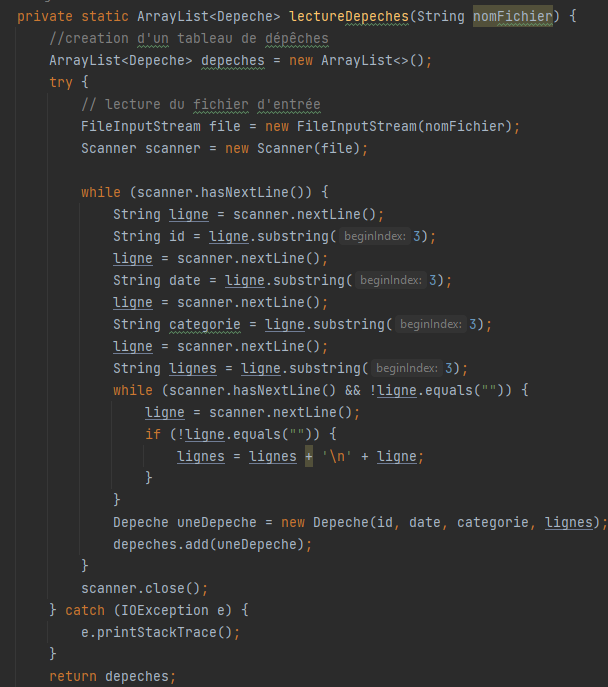 private static ArrayList<Depeche> lectureDepeches(String nomFichier) {
    //creation d'un tableau de dépêches
    ArrayList<Depeche> depeches = new ArrayList<>();
    try {
        // lecture du fichier d'entrée
        FileInputStream file = new FileInputStream(nomFichier);
        Scanner scanner = new Scanner(file);

        while (scanner.hasNextLine()) {
            String ligne = scanner.nextLine();
            String id = ligne.substring( beginIndex: 3);
            ligne = scanner.nextLine();
            String date = ligne.substring( beginIndex: 3);
            ligne = scanner.nextLine();
            String categorie = ligne.substring( beginIndex: 3);
            ligne = scanner.nextLine();
            String lignes = ligne.substring( beginIndex: 3);
            while (scanner.hasNextLine() && !ligne.equals("")) {
                ligne = scanner.nextLine();
                if (!ligne.equals("")) {
                    lignes = lignes + '\n' + ligne;
                }
            }
            Depeche uneDepeche = new Depeche(id, date, categorie, lignes);
            depeches.add(uneDepeche);
        }
        scanner.close();
    } catch (IOException e) {
        e.printStackTrace();
    }
    return depeches;